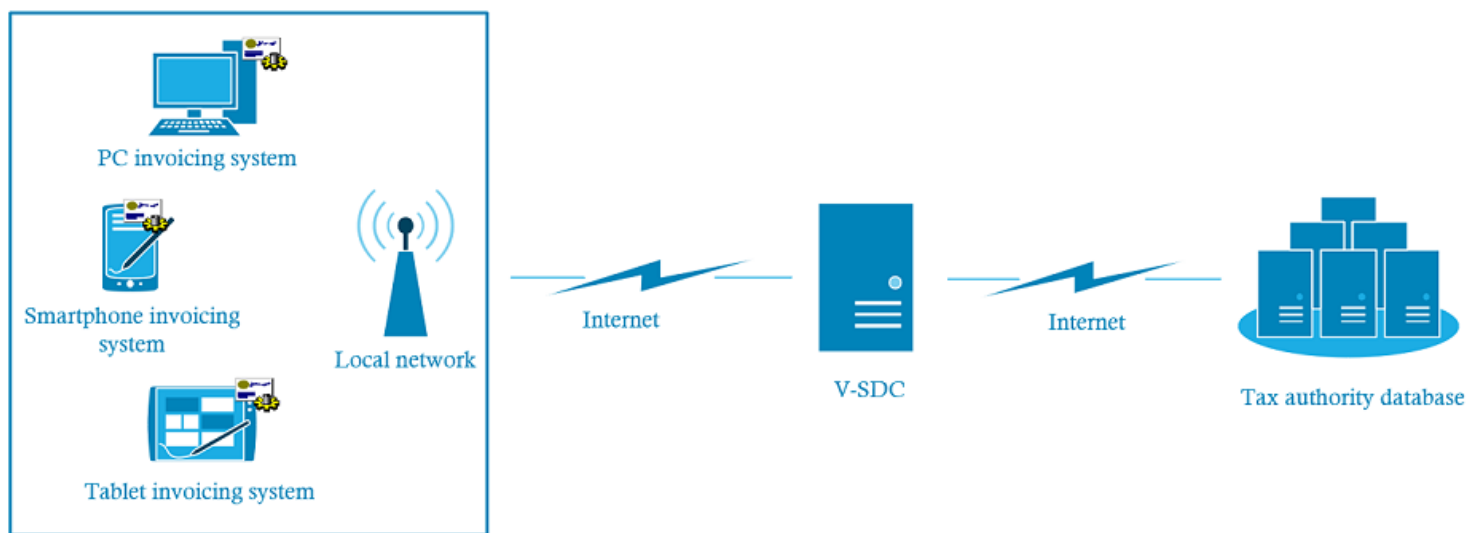 PC invoicing system
Smartphone invoicing
system
Local network
Tablet invoicing system
Internet
V-SDC
Internet
Tax authority database